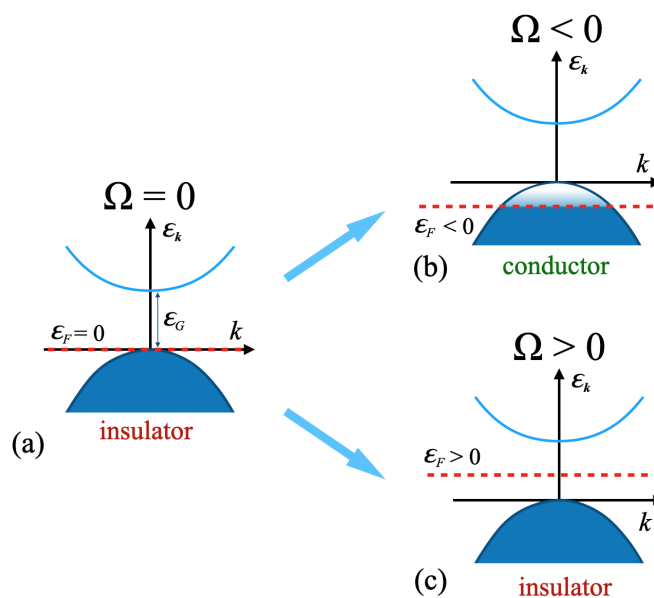 Ω = 0
ε_k
ε_G
ε_F = 0
k
insulator
(a)
Ω < 0
ε_k
k
ε_F < 0
(b)
conductor
Ω > 0
ε_k
ε_F > 0
k
(c)
insulator